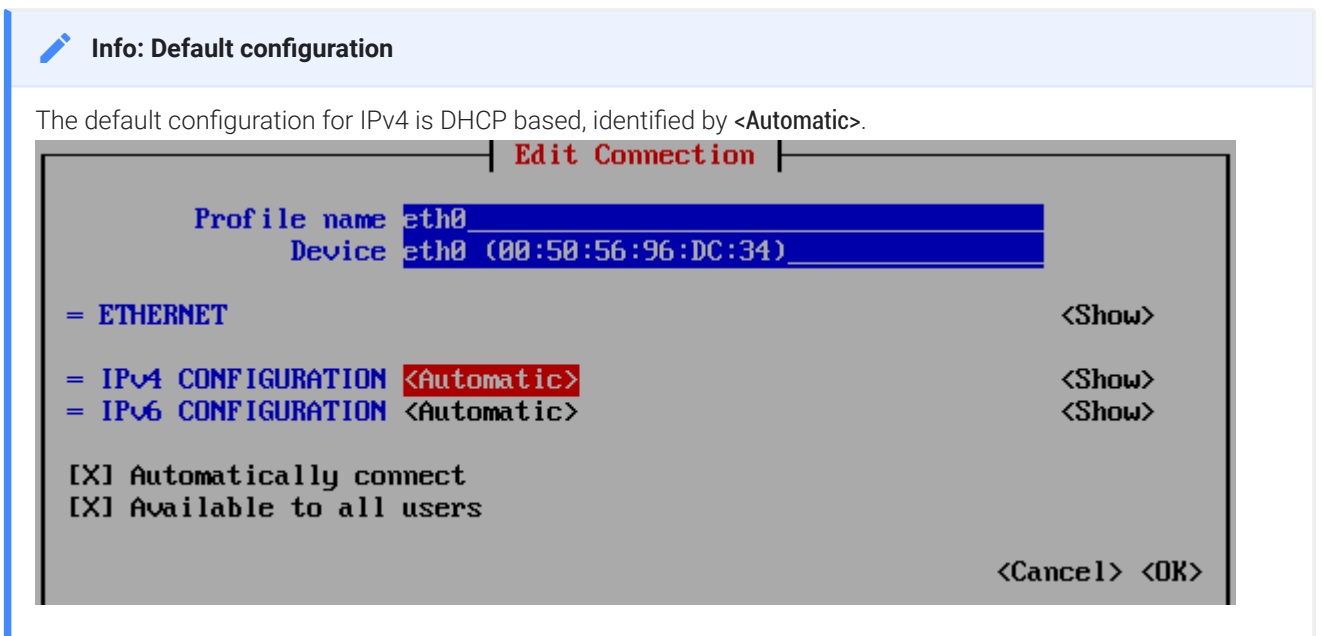 Info: Default configuration
The default configuration for IPv4 is DHCP based, identified by <Automatic>.
Edit Connection
Profile name eth0
Device eth0 (00:50:56:96:DC:34)
= ETHERNET <Show>
= IPv4 CONFIGURATION <Automatic> <Show>
= IPv6 CONFIGURATION <Automatic> <Show>
[X] Automatically connect
[X] Available to all users
<Cancel> <OK>